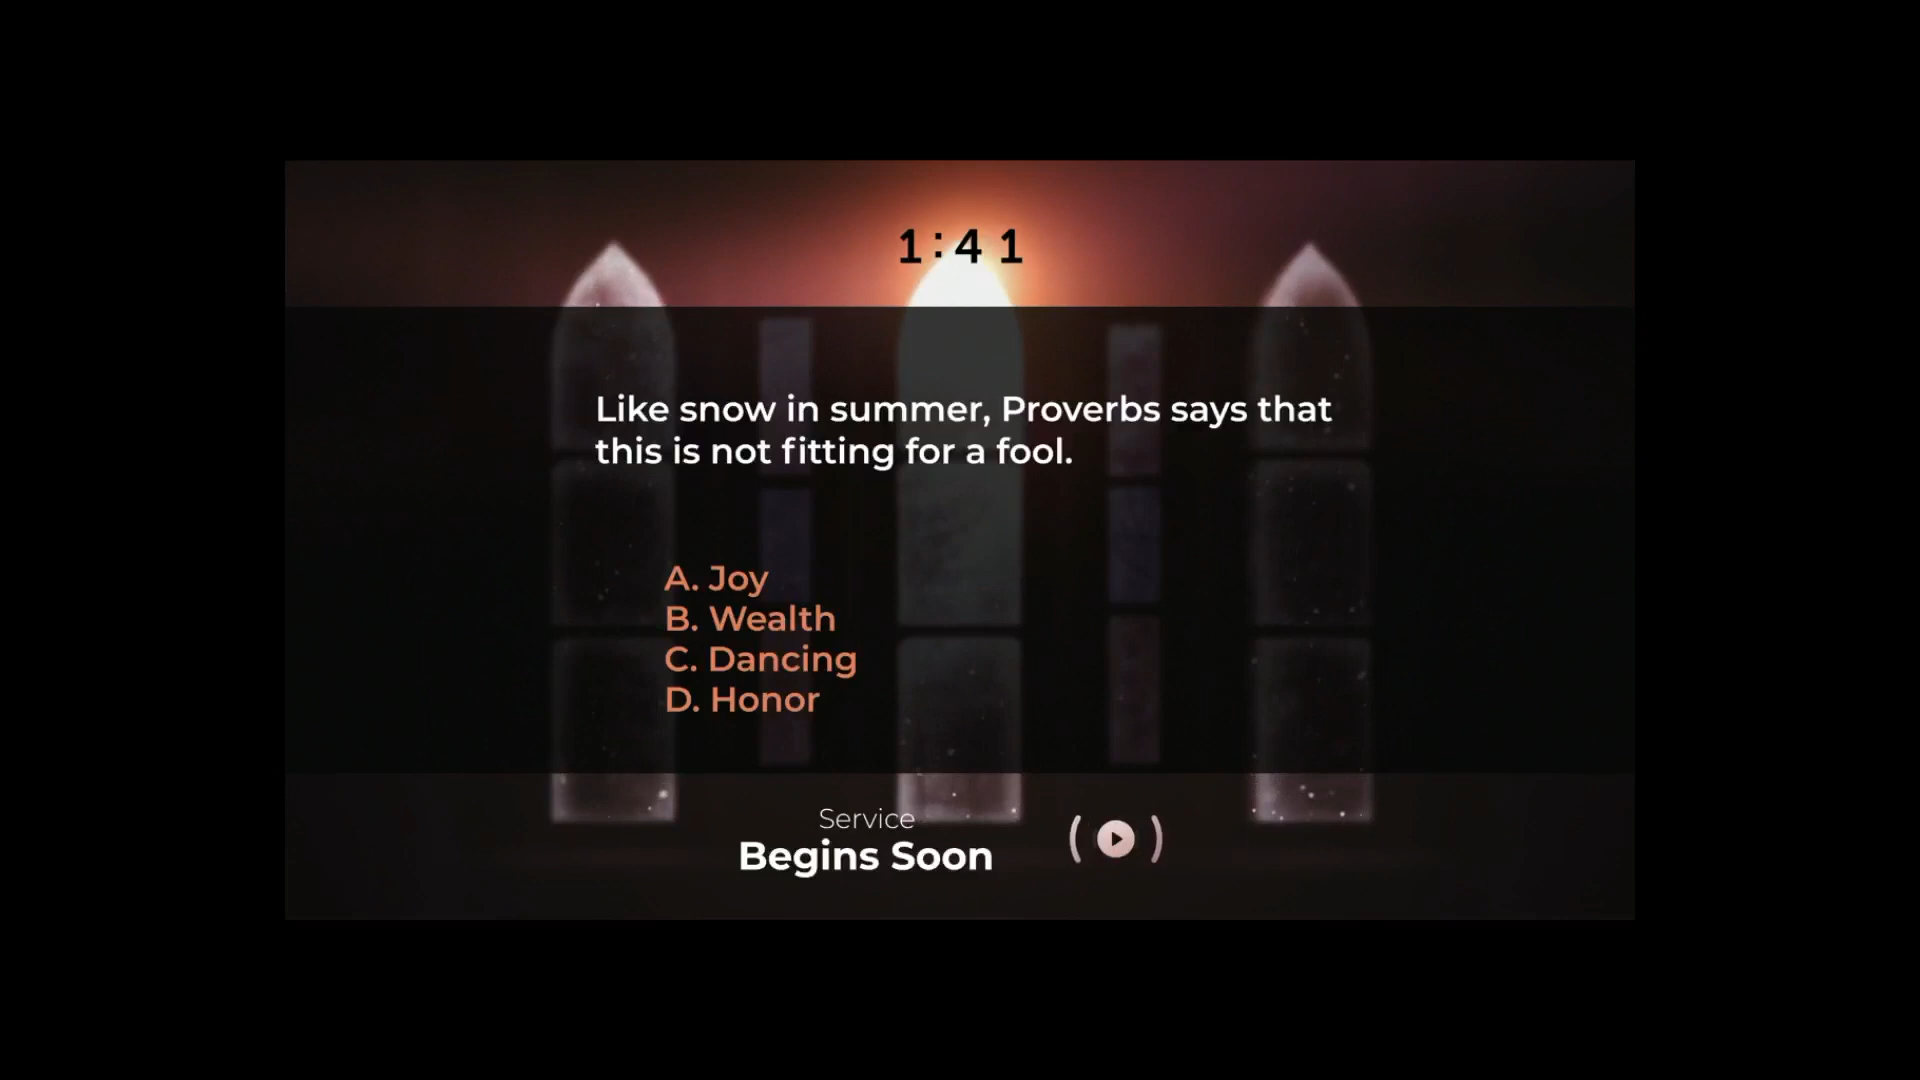 1:41
Like snow in summer, Proverbs says that
this is not fitting for a fool.
A. Joy
B. Wealth
C. Dancing
D. Honor
Service
Begins Soon